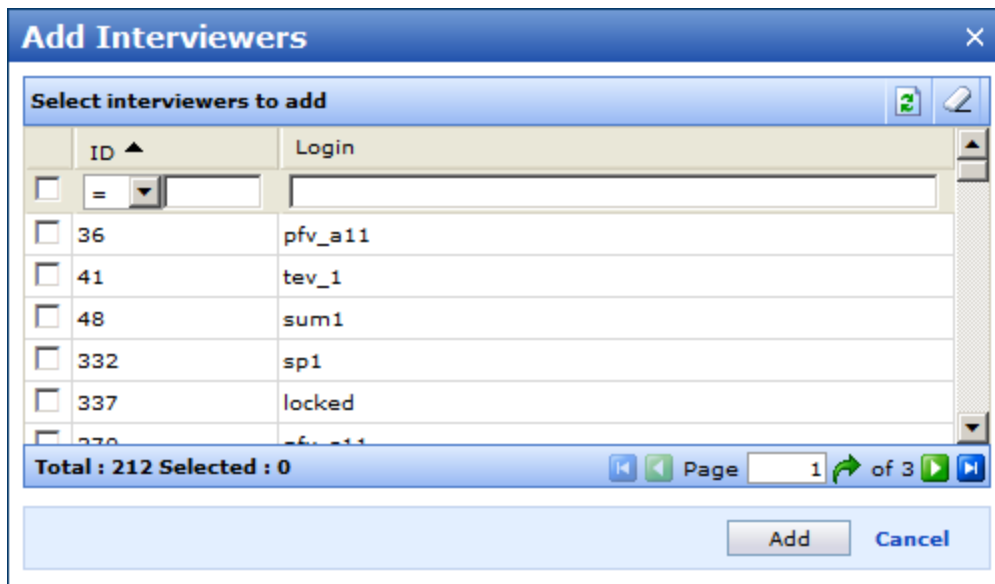 Add Interviewers
Select interviewers to add
ID Login
=
36 pfv_a11
41 tev_1
48 sum1
332 sp1
337 locked
Total : 212 Selected : 0 Page 1 of 3
Add Cancel